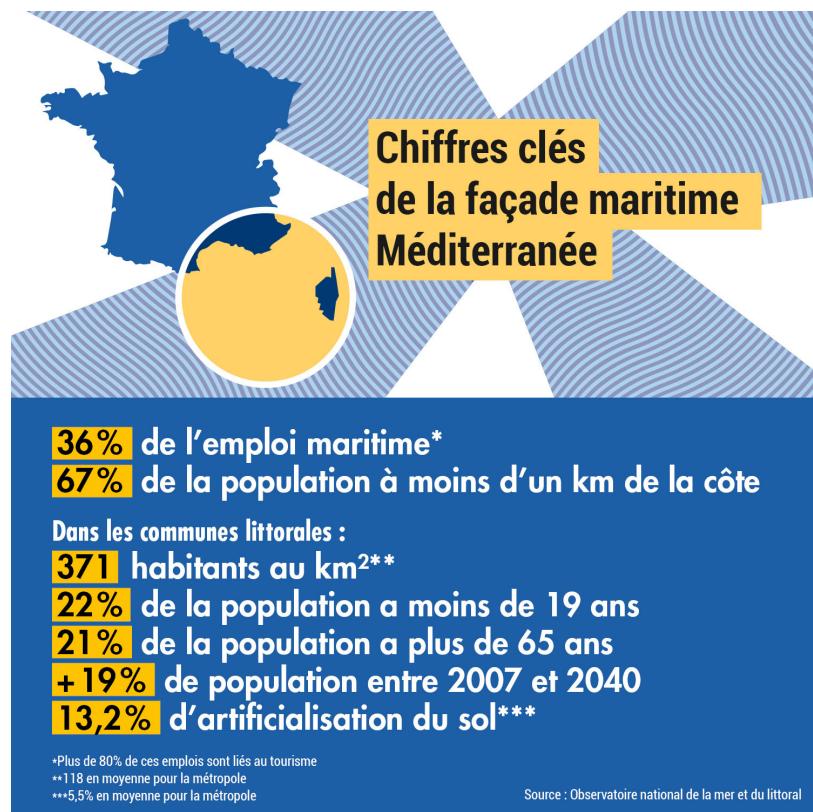 Chiffres clés
de la façade maritime
Méditerranée
36% de l'emploi maritime*
67% de la population à moins d'un km de la côte
Dans les communes littorales :
371 habitants au km²**
22% de la population a moins de 19 ans
21% de la population a plus de 65 ans
+19% de population entre 2007 et 2040
13,2% d'artificialisation du sol***
*Plus de 80% de ces emplois sont liés au tourisme
**118 en moyenne pour la métropole
***5,5% en moyenne pour la métropole
Source : Observatoire national de la mer et du littoral